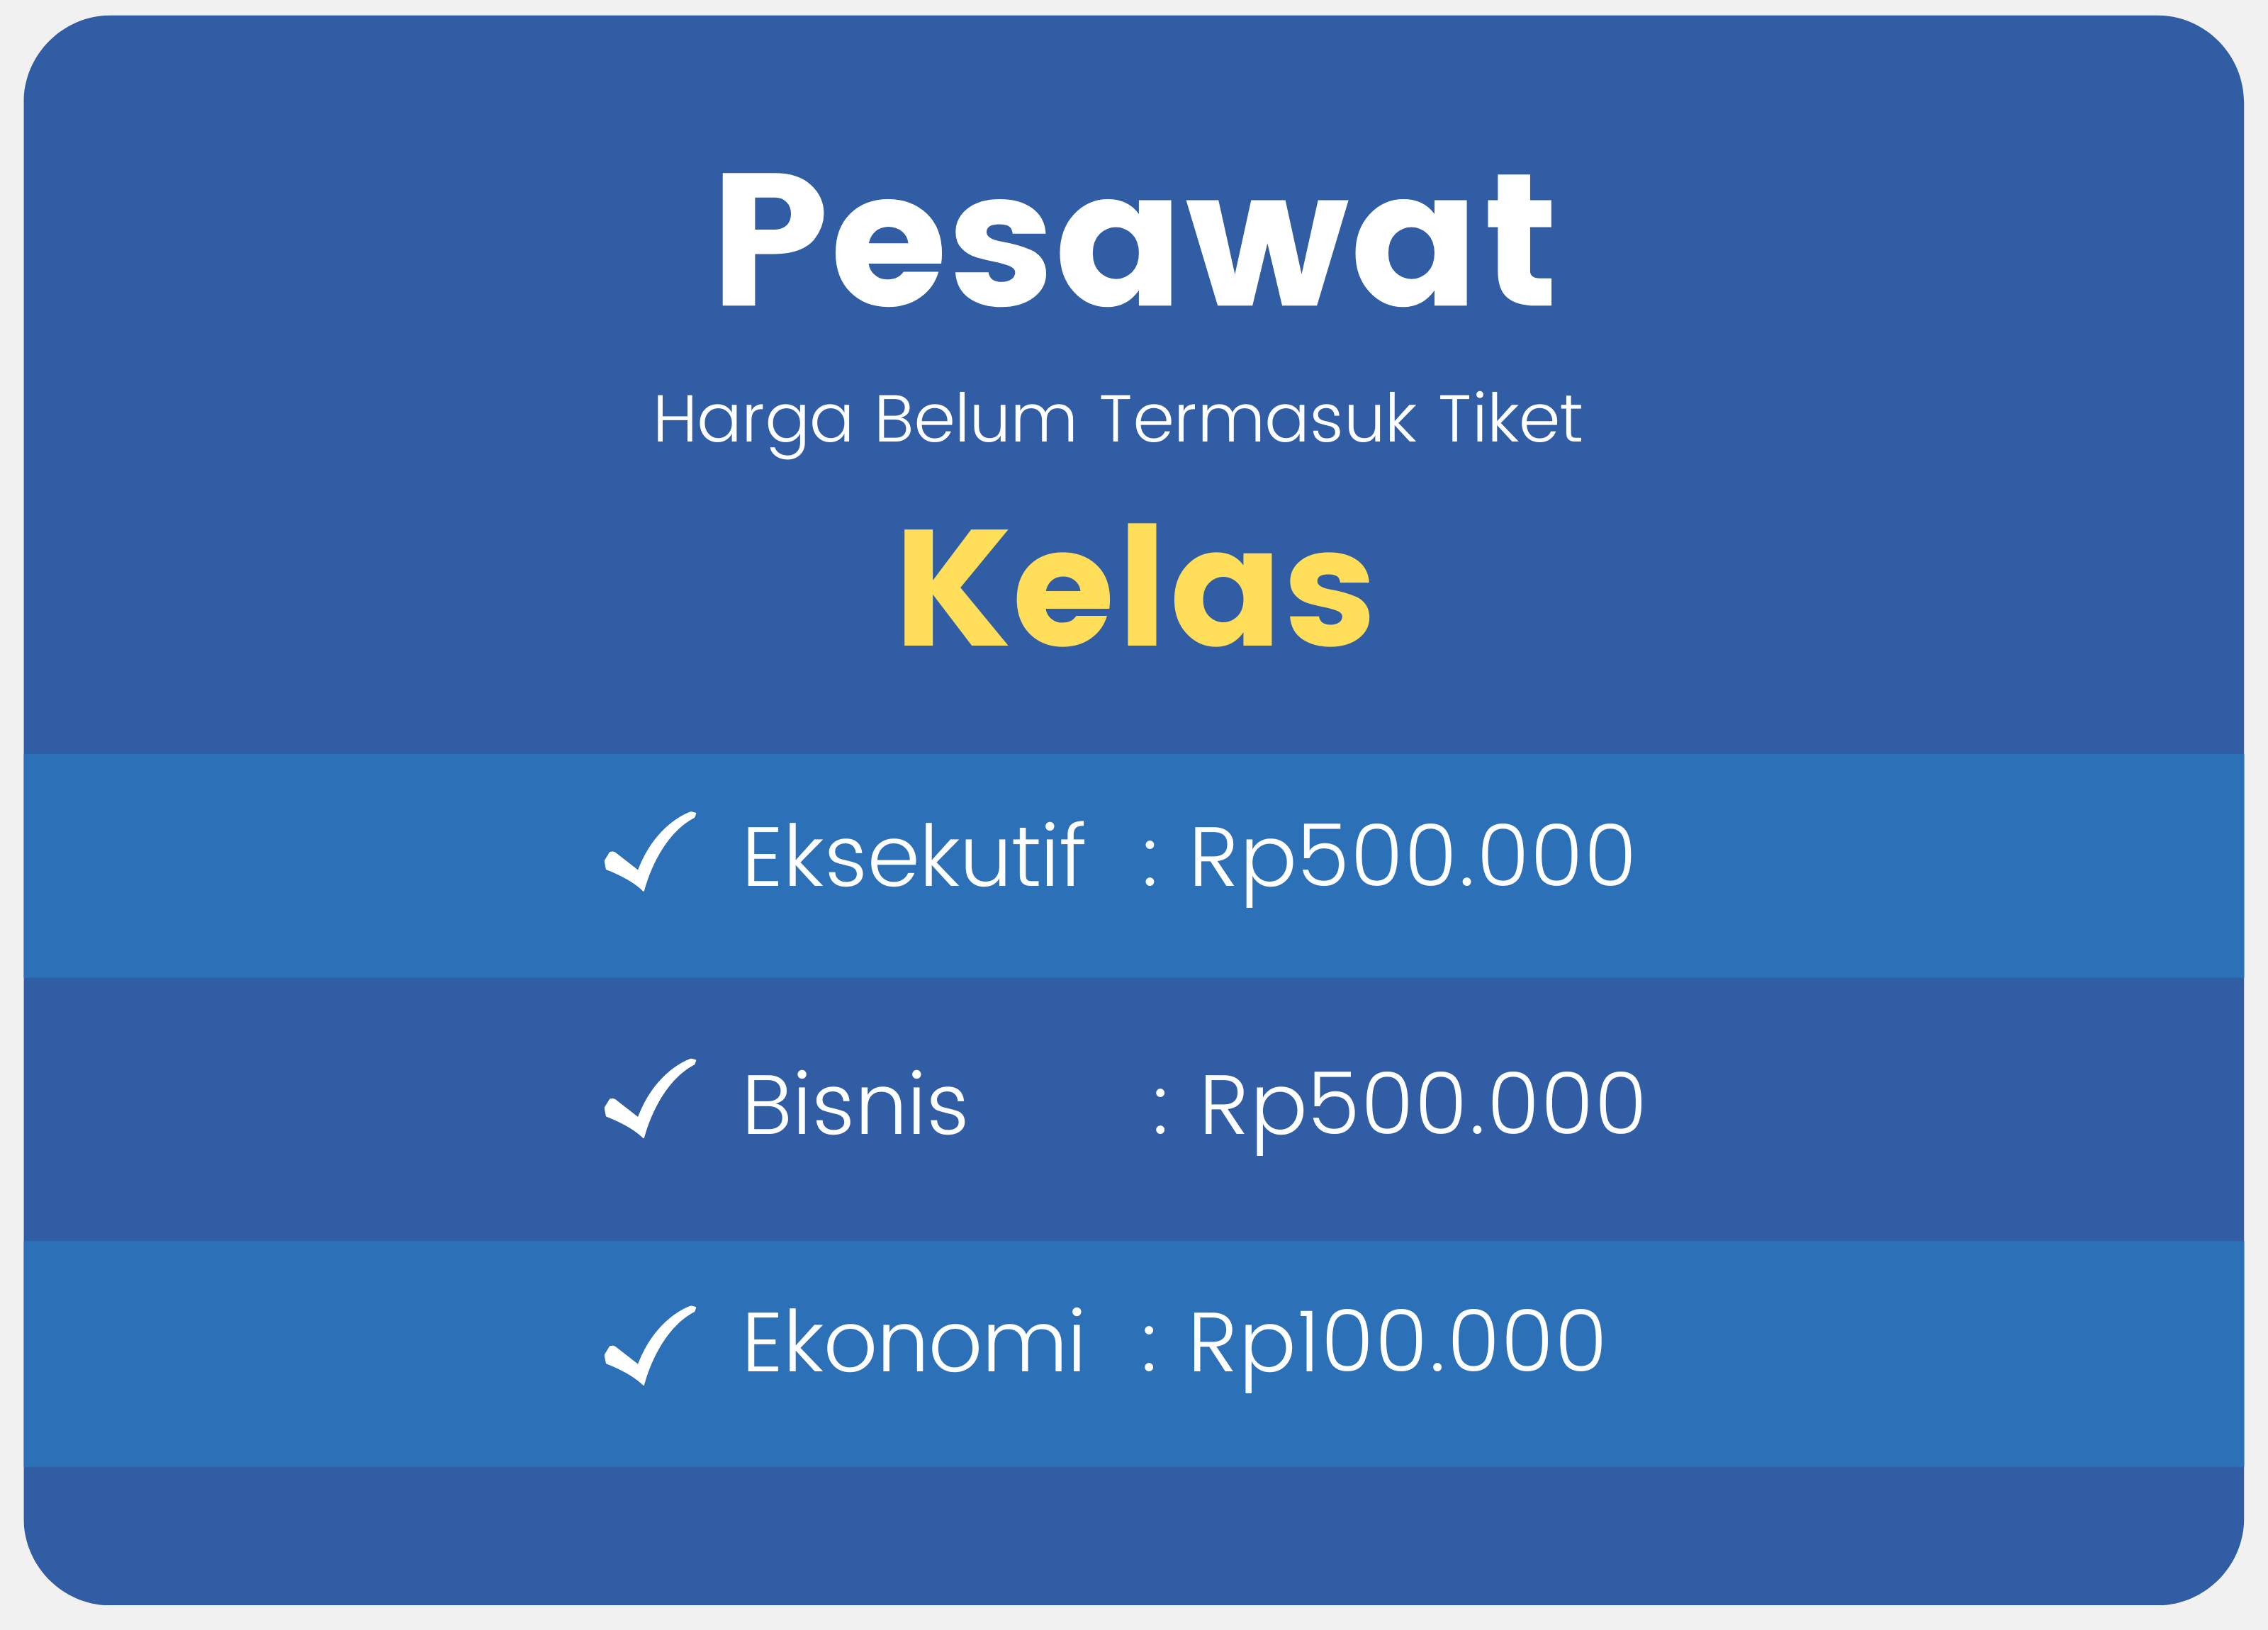 Pesawat
Harga Belum Termasuk Tiket
Kelas
Eksekutif : Rp500.000
Bisnis : Rp500.000
Ekonomi : Rp100.000